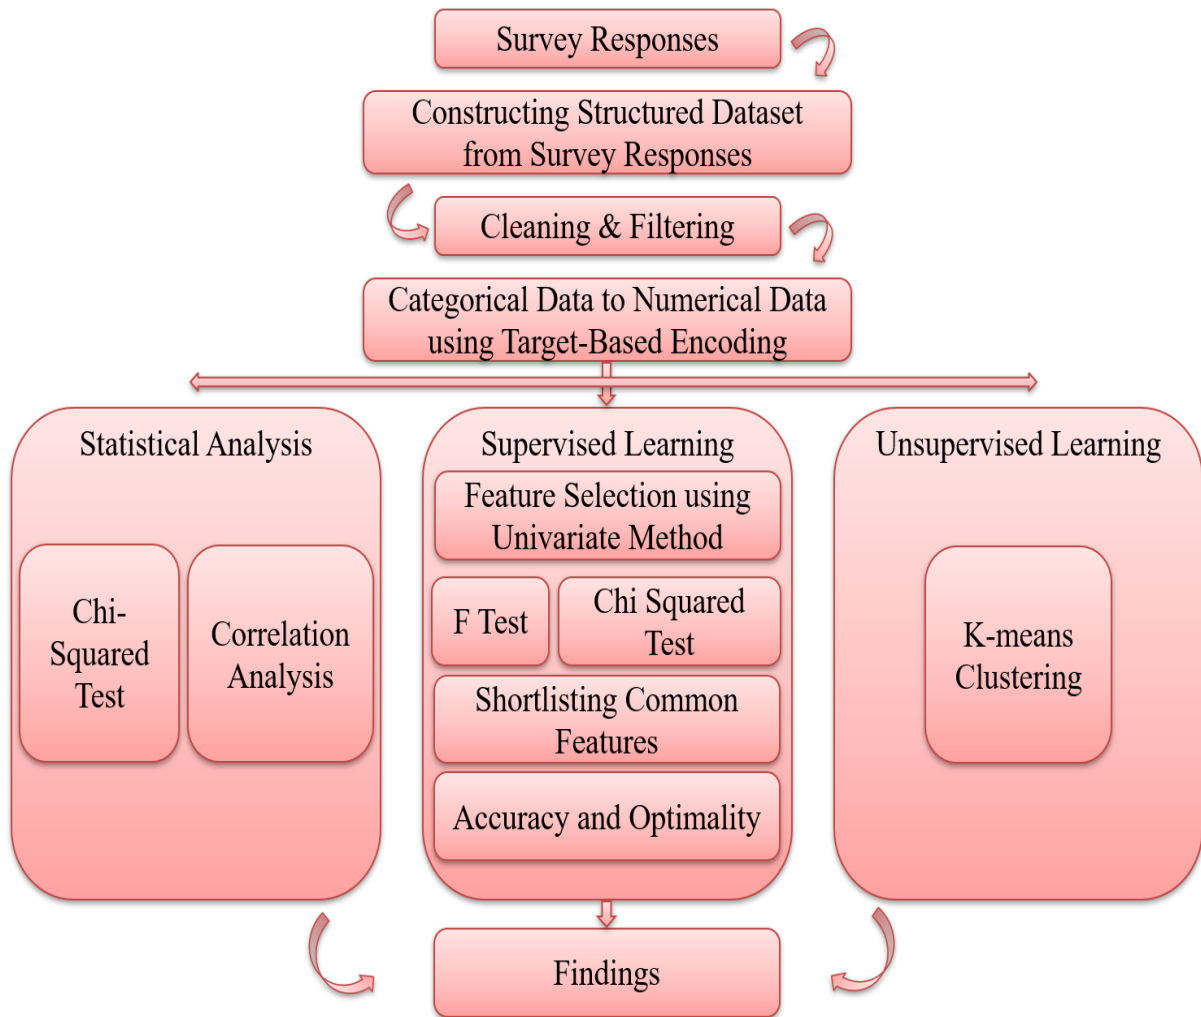 Survey Responses
Constructing Structured Dataset
from Survey Responses
Cleaning & Filtering
Categorical Data to Numerical Data
using Target-Based Encoding
Statistical Analysis
Chi-
Squared
Test
Correlation
Analysis
Supervised Learning
Feature Selection using
Univariate Method
F Test
Chi Squared
Test
Shortlisting Common
Features
Accuracy and Optimality
Unsupervised Learning
K-means
Clustering
Findings